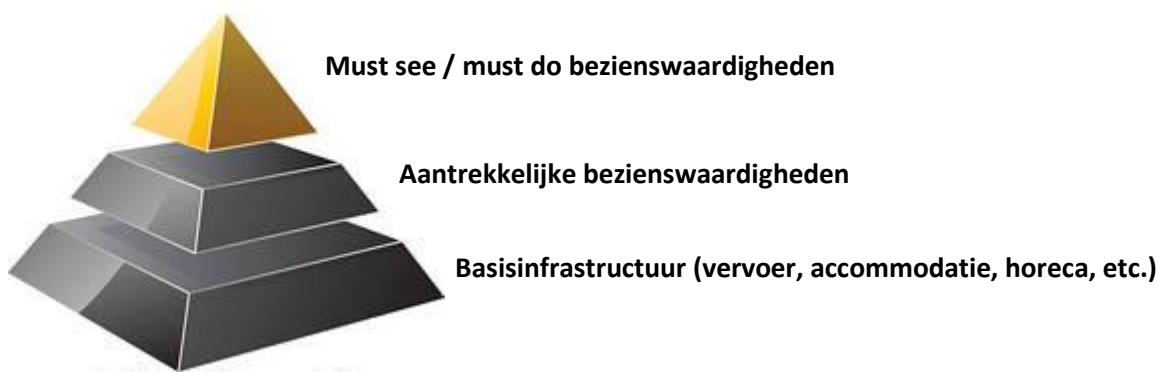 Must see / must do bezienswaardigheden
Aantrekkelijke bezienswaardigheden
Basisinfrastructuur (vervoer, accommodatie, horeca, etc.)